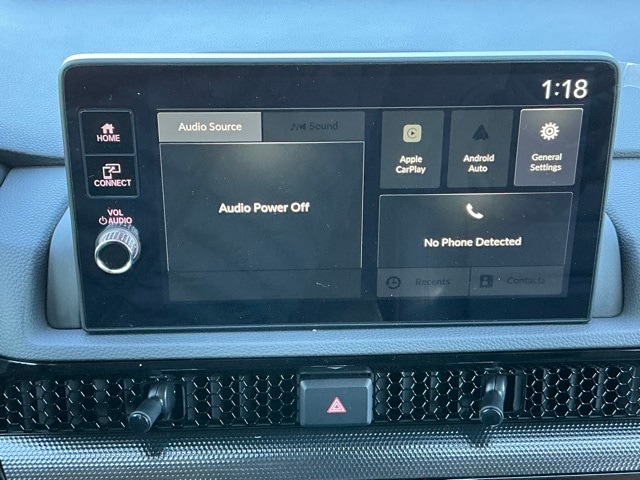 1:18
HOME
CONNECT
VOL
AUDIO
Audio Source
Sound
Audio Power Off
Apple
CarPlay
Android
Auto
General
Settings
No Phone Detected
Recents
Contacts